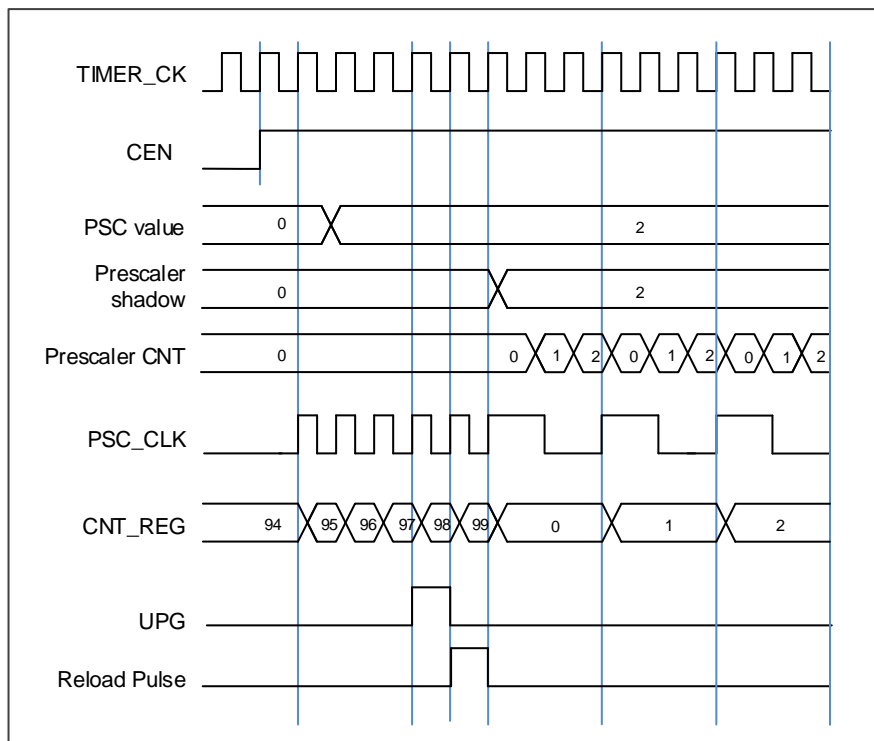 TIMER_CK
CEN
PSC value 0 2
Prescaler
shadow 0 2
Prescaler CNT 0 0 1 2 0 1 2 0 1 2
PSC_CLK
CNT_REG 94 95 96 97 98 99 0 1 2
UPG
Reload Pulse